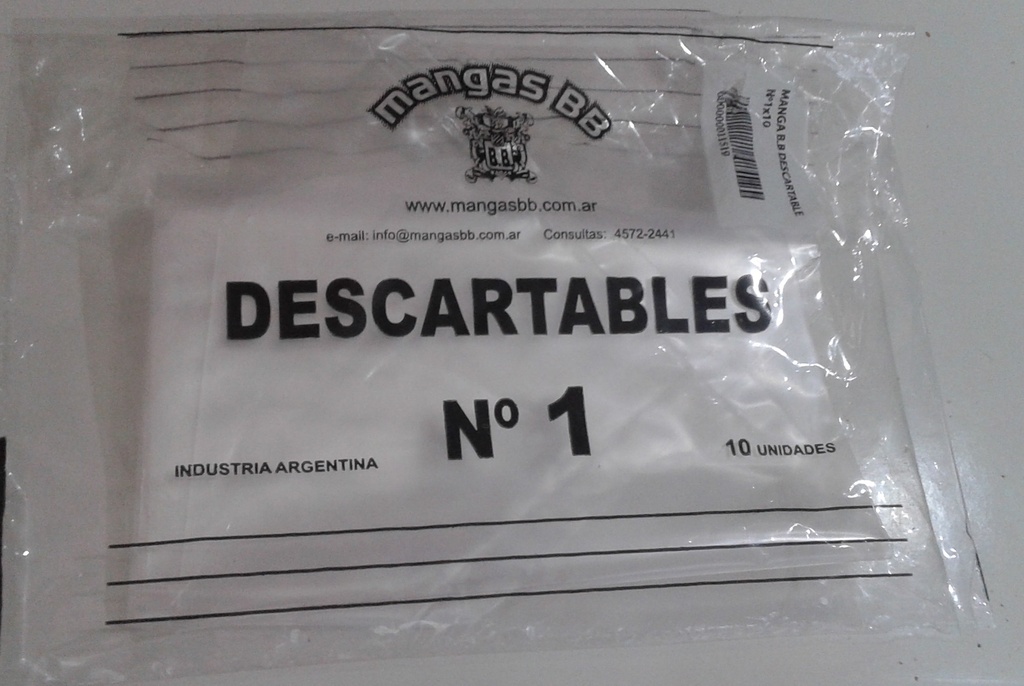 mangas BB
BB
www.mangasbb.com.ar
e-mail: info@mangasbb.com.ar Consultas: 4572-2441
DESCARTABLES
Nº 1
INDUSTRIA ARGENTINA
10 UNIDADES
MANGA B.B DESCARTABLE
Nº1x10